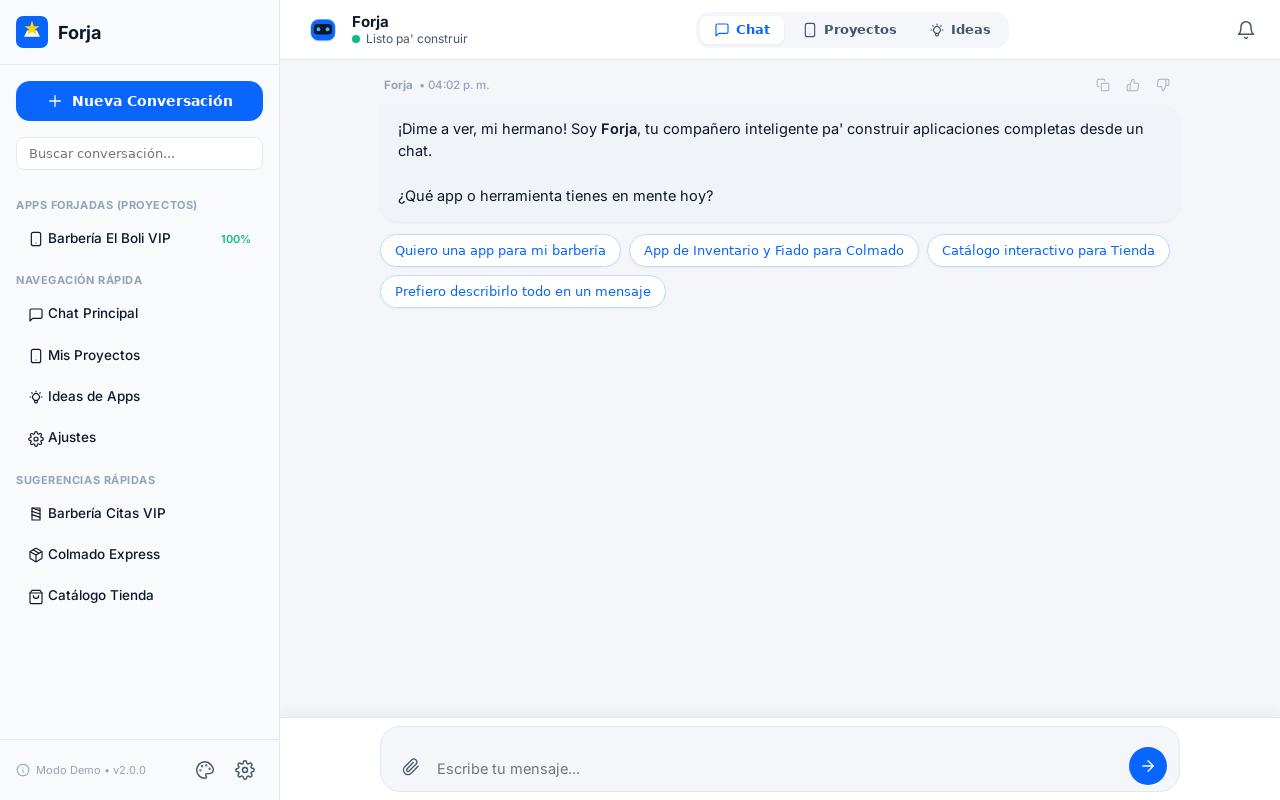 Forja
Nueva Conversación
Buscar conversación...
APPS FORJADAS (PROYECTOS)
Barbería El Boli VIP 100%
NAVEGACIÓN RÁPIDA
Chat Principal
Mis Proyectos
Ideas de Apps
Ajustes
SUGERENCIAS RÁPIDAS
Barbería Citas VIP
Colmado Express
Catálogo Tienda
Modo Demo • v2.0.0
Forja
Listo pa' construir
Chat Proyectos Ideas
Forja • 04:02 p. m.
¡Dime a ver, mi hermano! Soy Forja, tu compañero inteligente pa' construir aplicaciones completas desde un
chat.
¿Qué app o herramienta tienes en mente hoy?
Quiero una app para mi barbería App de Inventario y Fiado para Colmado Catálogo interactivo para Tienda
Prefiero describirlo todo en un mensaje
Escribe tu mensaje...